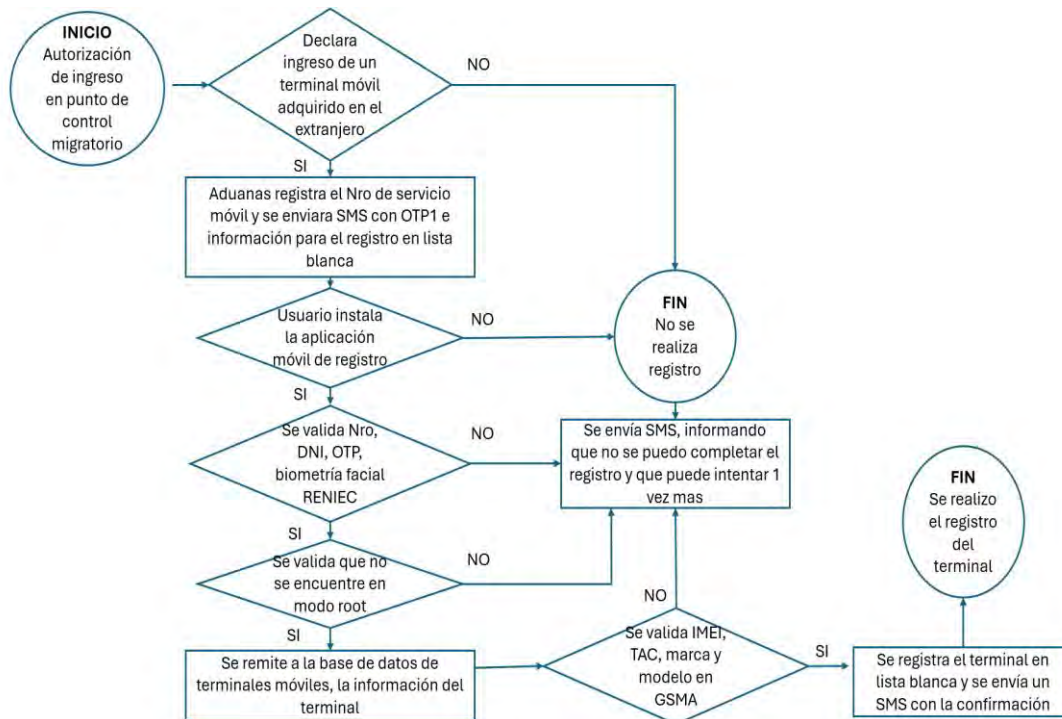 INICIO
Autorización
de ingreso
en punto de
control
migratorio
Declara
ingreso de un
terminal móvil
adquirido en el
extranjero
NO
SI
Aduanas registra el Nro de servicio
móvil y se enviara SMS con OTP1 e
información para el registro en lista
blanca
Usuario instala
la aplicación
móvil de registro
NO
FIN
No se
realiza
registro
SI
Se valida Nro,
DNI, OTP,
biometría facial
RENIEC
NO
Se envía SMS, informando
que no se puedo completar el
registro y que puede intentar 1
vez mas
FIN
Se realizo
el registro
del
terminal
SI
Se valida que no
se encuentre en
modo root
NO
SI
Se remite a la base de datos de
terminales móviles, la información del
terminal
NO
Se valida IMEI,
TAC, marca y
modelo en
GSMA
SI
Se registra el terminal en
lista blanca y se envía un
SMS con la confirmación